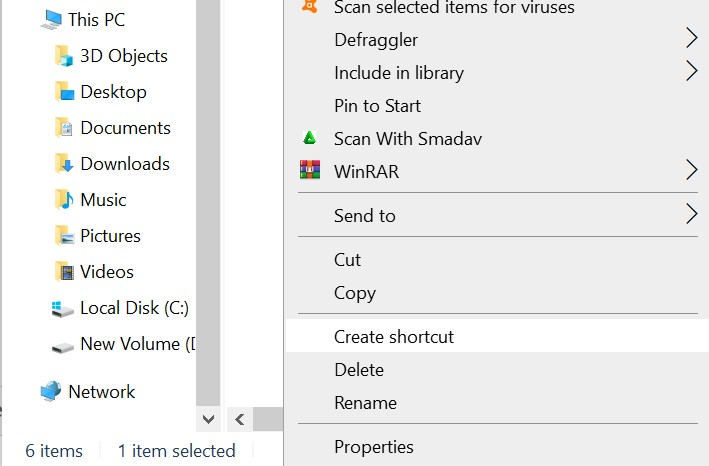 This PC
3D Objects
Desktop
Documents
Downloads
Music
Pictures
Videos
Local Disk (C:)
New Volume (
Network
6 items
1 item selected
Scan selected items for viruses
Defraggler
Include in library
Pin to Start
Scan With Smadav
WinRAR
Send to
Cut
Copy
Create shortcut
Delete
Rename
Properties